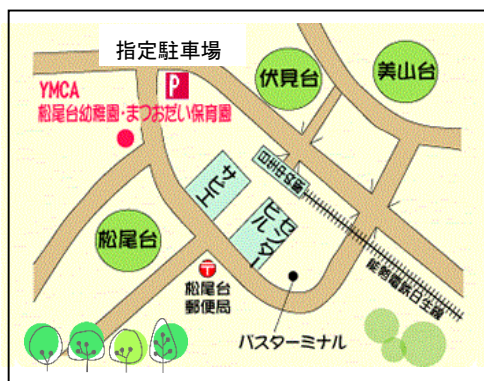 指定駐車場
P
伏見台
美山台
YMCA
松尾台幼稚園・まつおだい保育園
サピエ
日生中央駅
センター
ビル
松尾台
能勢電鉄日生線
〒
松尾台
郵便局
バスターミナル